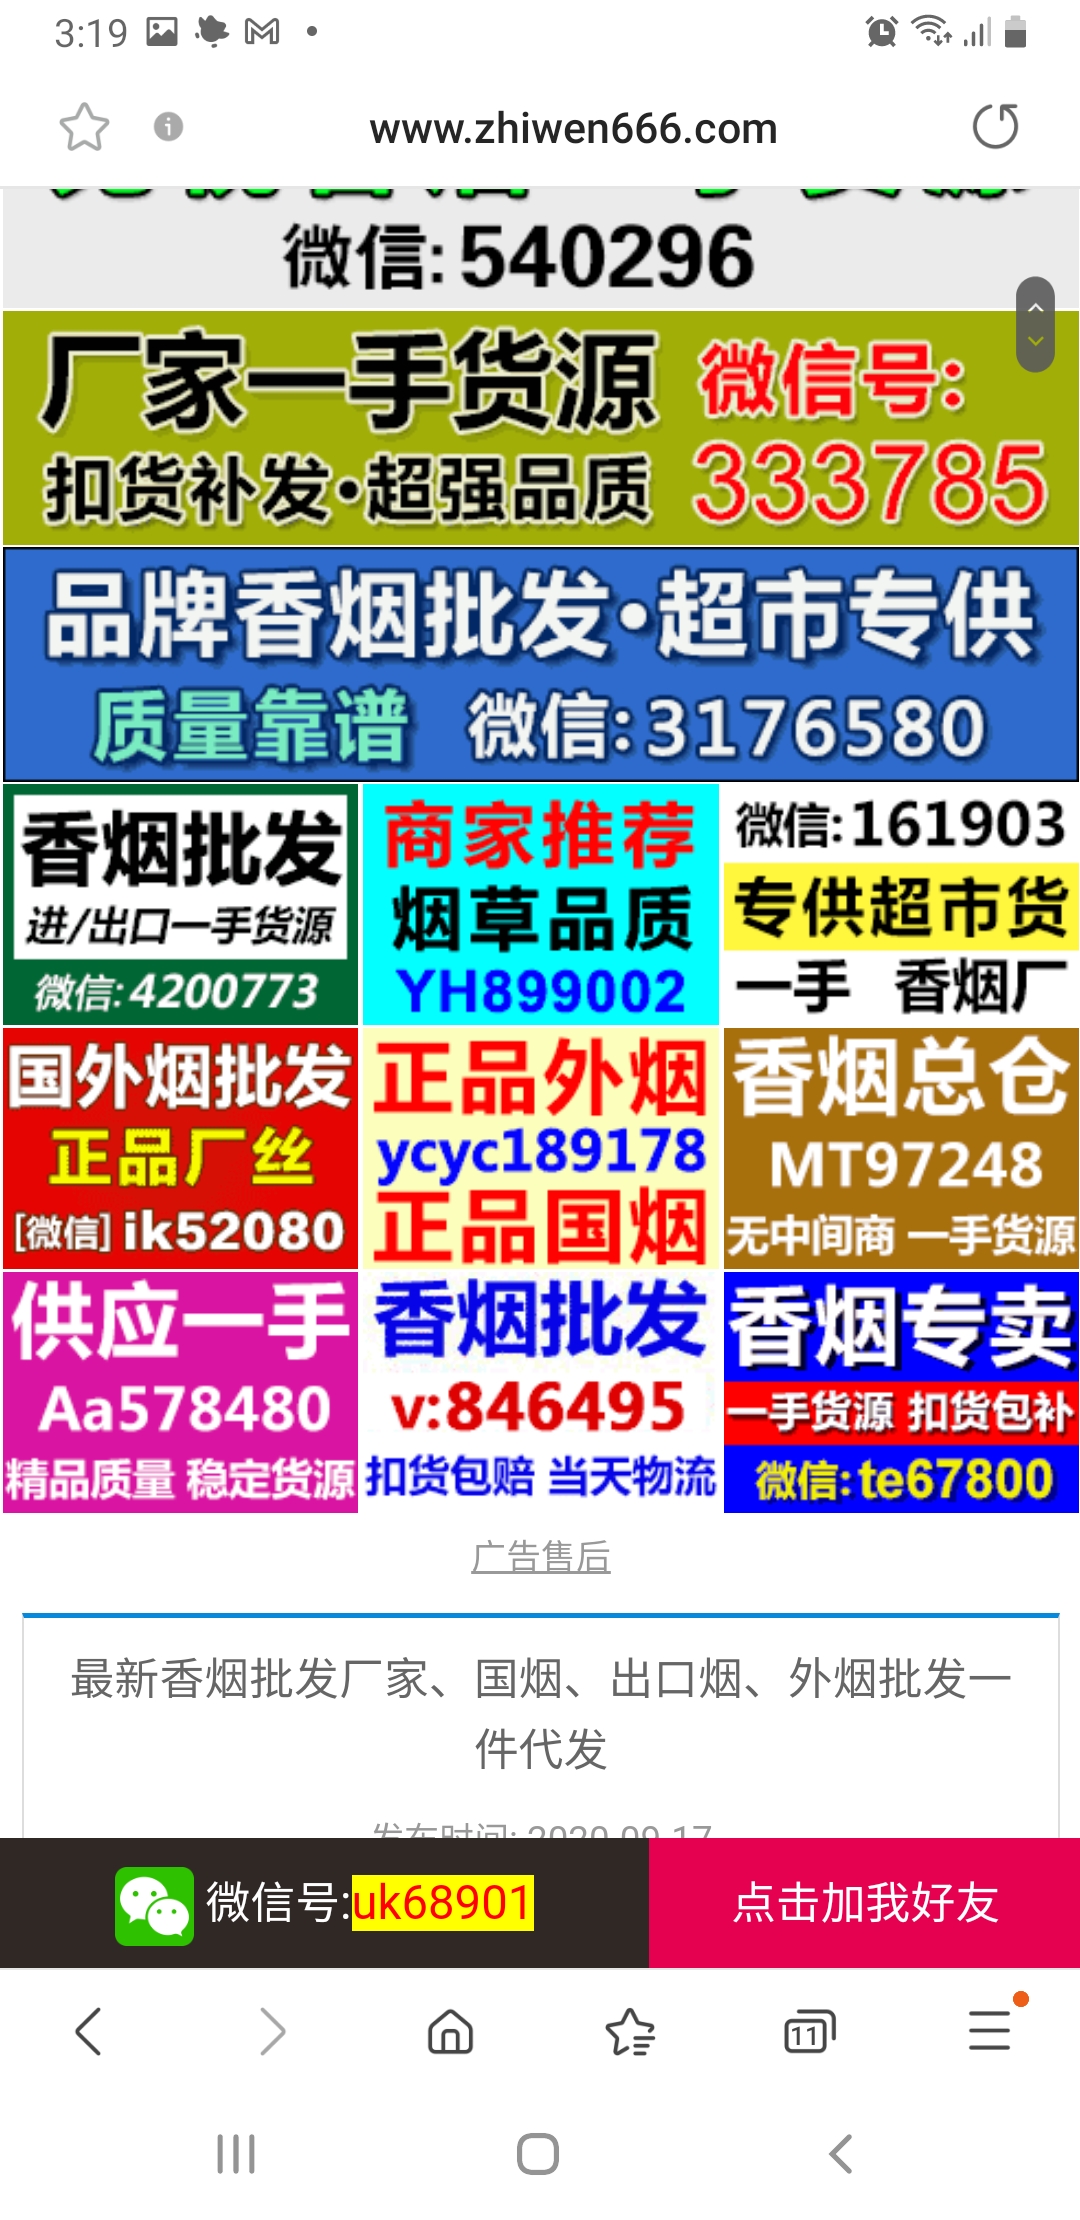 3:19
www.zhiwen666.com
微信:540296
厂家一手货源
微信号:
扣货补发·超强品质
333785
品牌香烟批发·超市专供
质量靠谱 微信:3176580
香烟批发
进/出口一手货源
微信:4200773
商家推荐
烟草品质
YH899002
微信:161903
专供超市货
一手 香烟厂
国外烟批发
正品厂丝
[微信]ik52080
正品外烟
ycyc189178
正品国烟
香烟总仓
MT97248
无中间商 一手货源
供应一手
Aa578480
精品质量 稳定货源
香烟批发
v:846495
扣货包赔 当天物流
香烟专卖
一手货源 扣货包补
微信:te67800
广告售后
最新香烟批发厂家、国烟、出口烟、外烟批发一
件代发
发布时间: 2020-09-17
微信号:uk68901
点击加我好友
11